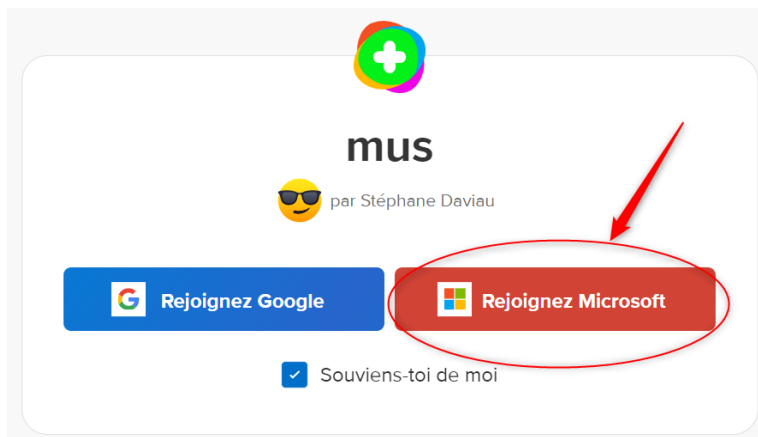 mus
par Stéphane Daviau
Rejoignez Google
Rejoignez Microsoft
Souviens-toi de moi